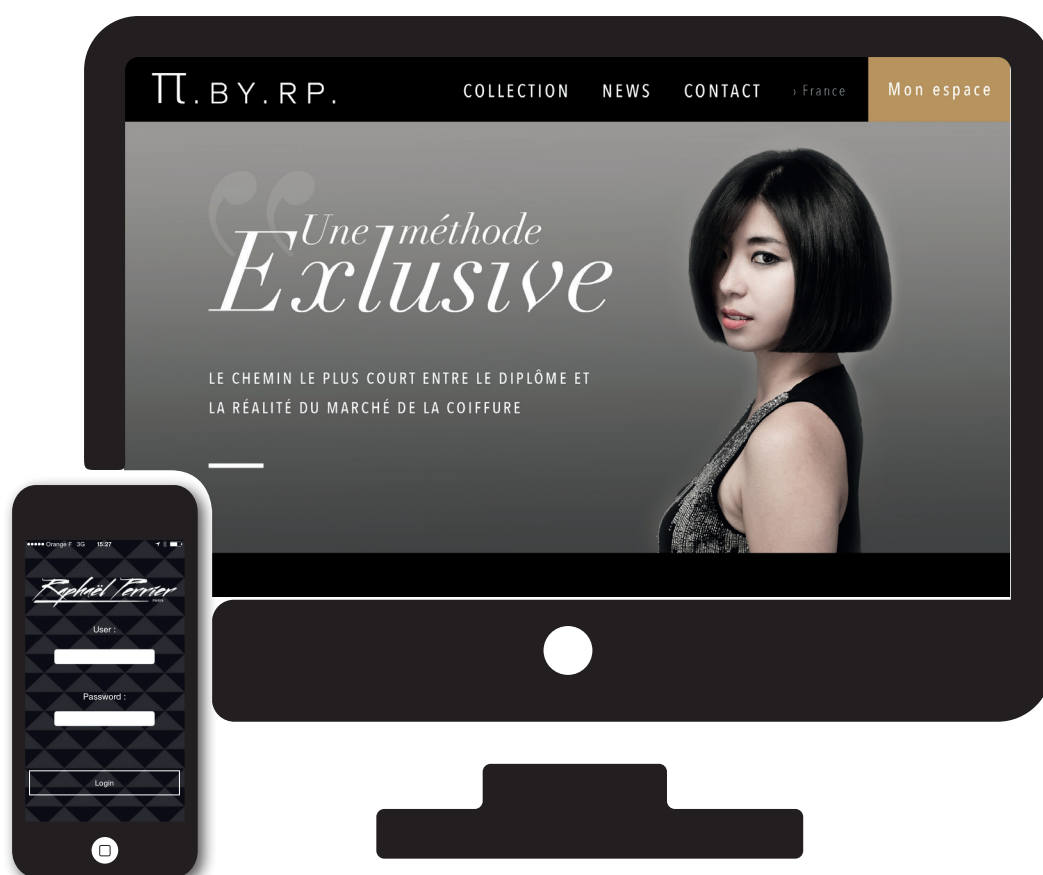 π.BY.RP.
COLLECTION NEWS CONTACT › France Mon espace
“
Une méthode
Exlusive
LE CHEMIN LE PLUS COURT ENTRE LE DIPLÔME ET
LA RÉALITÉ DU MARCHÉ DE LA COIFFURE
Orange F 3G 15:27
Raphaël Perrier
PARIS
User :
Password :
Login